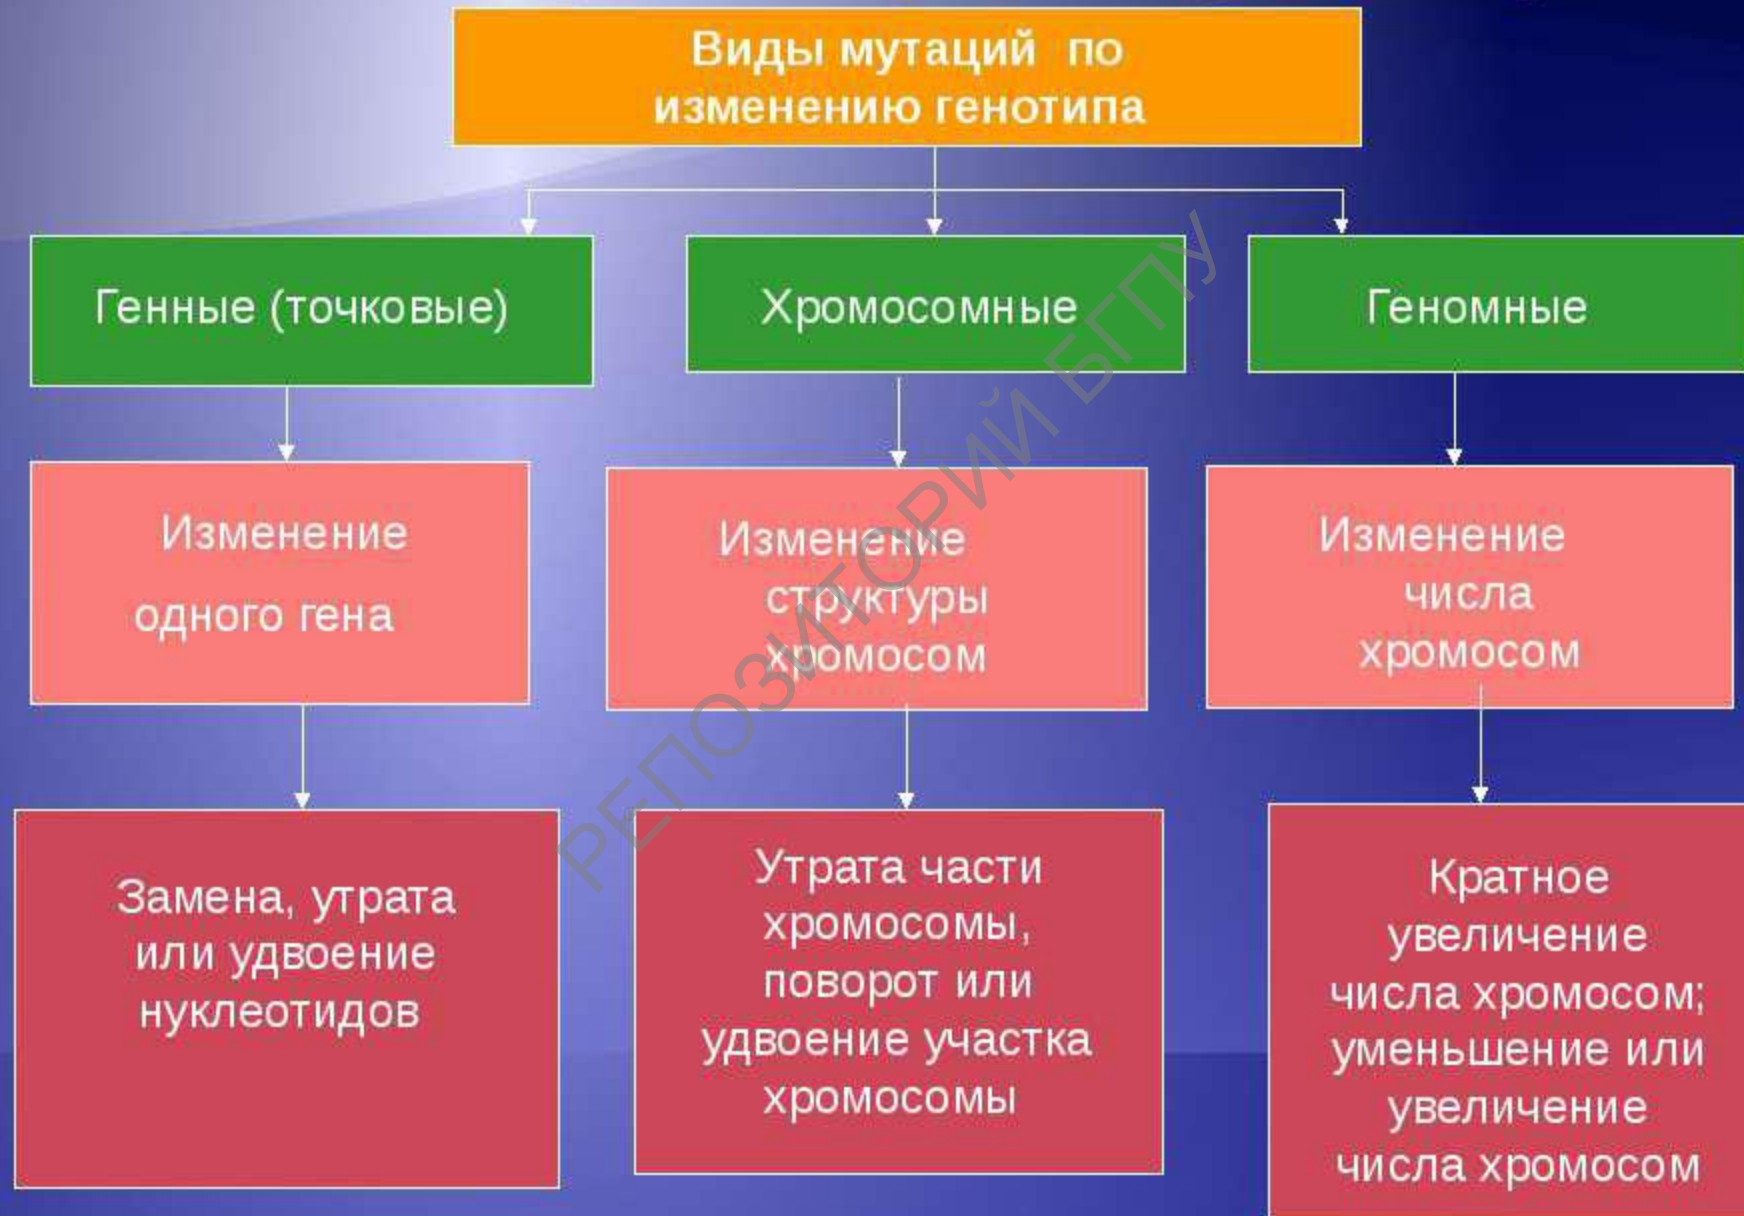 Виды мутаций по
изменению генотипа
Генные (точковые)
Хромосомные
Геномные
Изменение
одного гена
Изменение
структуры
хромосом
Изменение
числа
хромосом
Замена, утрата
или удвоение
нуклеотидов
Утрата части
хромосомы,
поворот или
удвоение участка
хромосомы
Кратное
увеличение
числа хромосом;
уменьшение или
увеличение
числа хромосом
РЕПОЗИТОРИЙ БГПУ